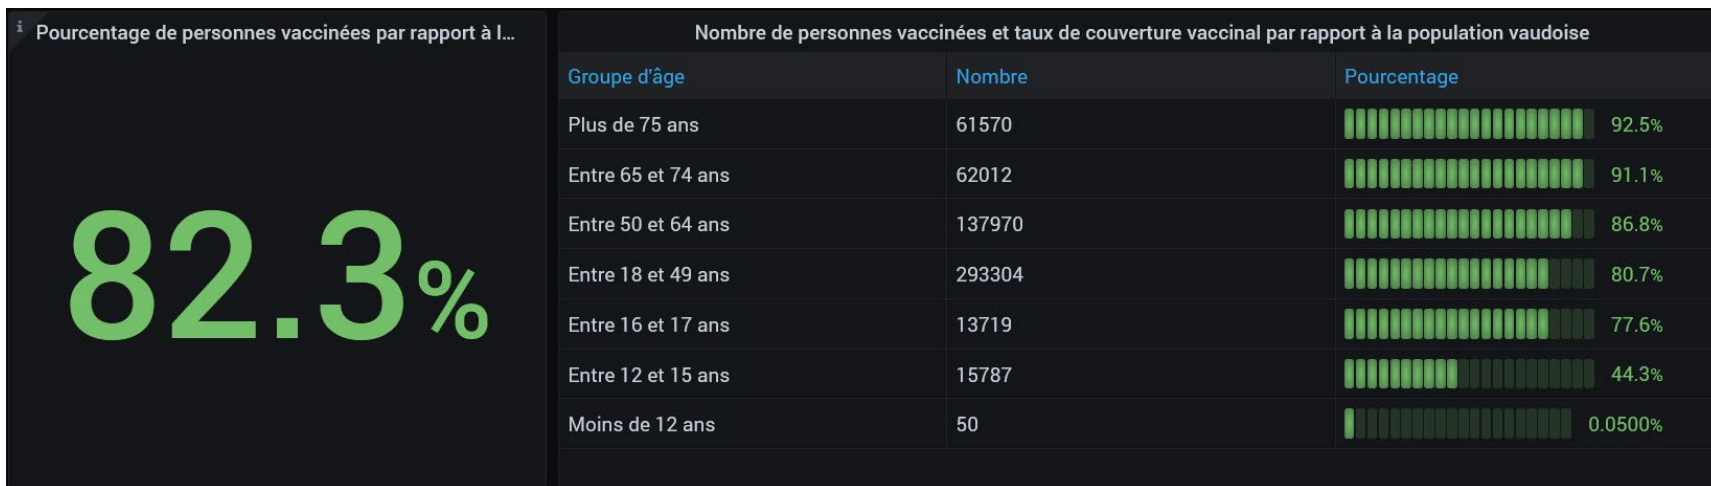 i
Pourcentage de personnes vaccinées par rapport à l...
82.3%
Nombre de personnes vaccinées et taux de couverture vaccinal par rapport à la population vaudoise
Groupe d'âge Nombre Pourcentage
Plus de 75 ans 61570 92.5%
Entre 65 et 74 ans 62012 91.1%
Entre 50 et 64 ans 137970 86.8%
Entre 18 et 49 ans 293304 80.7%
Entre 16 et 17 ans 13719 77.6%
Entre 12 et 15 ans 15787 44.3%
Moins de 12 ans 50 0.0500%